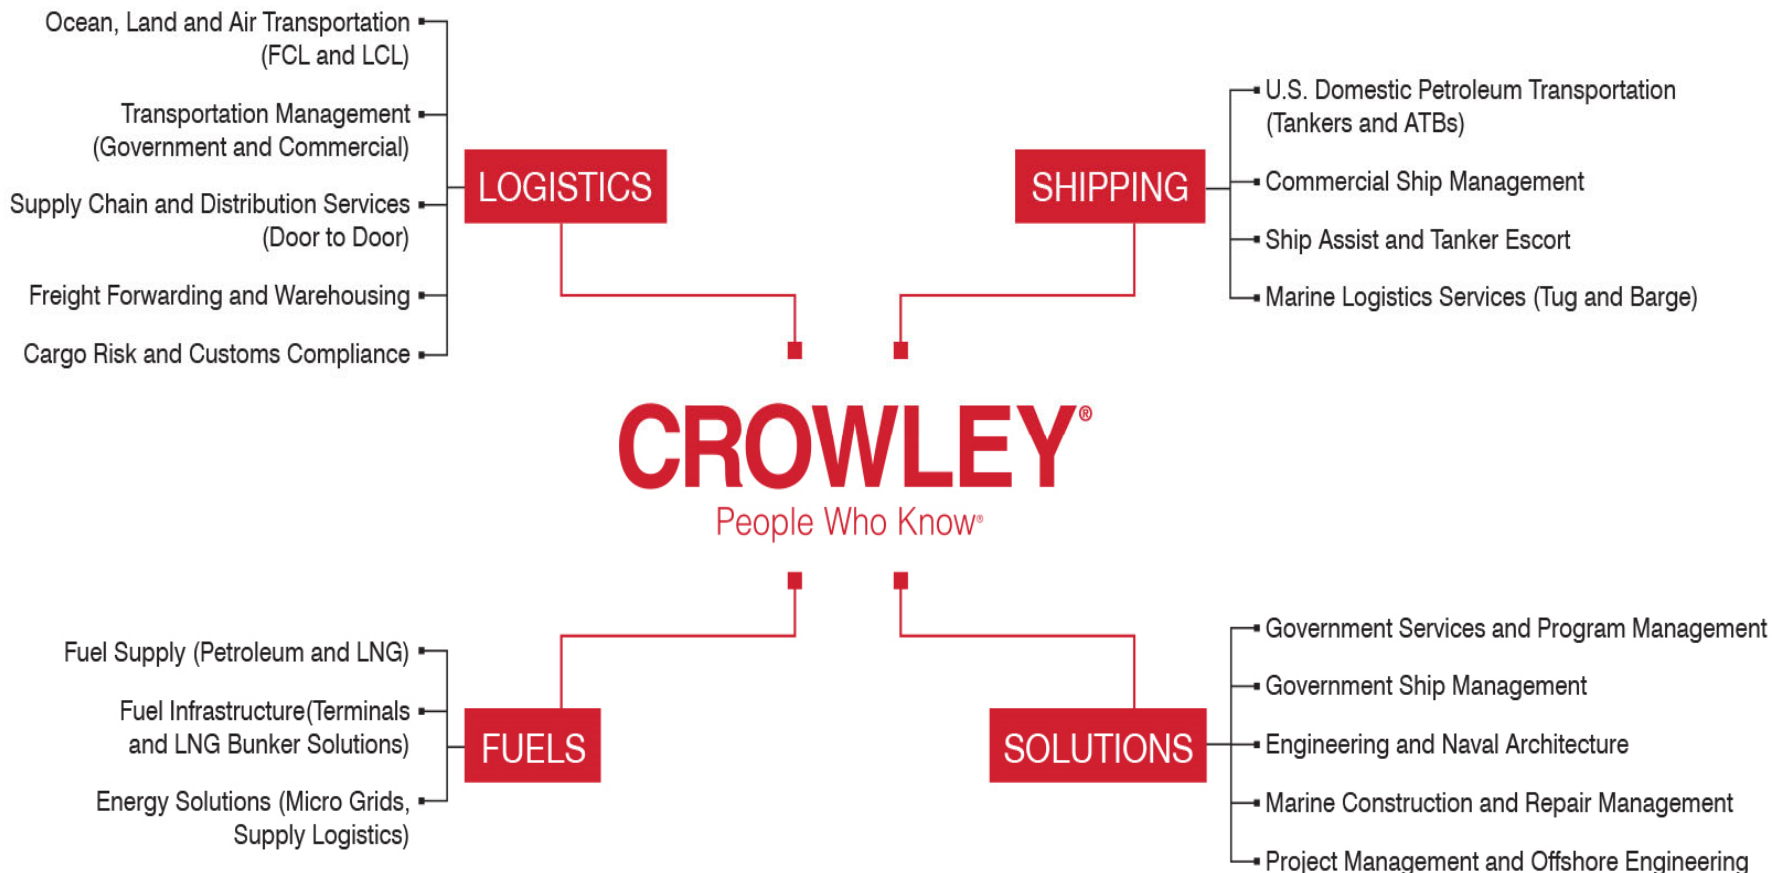 Ocean, Land and Air Transportation
(FCL and LCL)
Transportation Management
(Government and Commercial)
Supply Chain and Distribution Services
(Door to Door)
Freight Forwarding and Warehousing
Cargo Risk and Customs Compliance
LOGISTICS
SHIPPING
U.S. Domestic Petroleum Transportation
(Tankers and ATBs)
Commercial Ship Management
Ship Assist and Tanker Escort
Marine Logistics Services (Tug and Barge)
CROWLEY®
People Who Know®
Fuel Supply (Petroleum and LNG)
Fuel Infrastructure(Terminals
and LNG Bunker Solutions)
Energy Solutions (Micro Grids,
Supply Logistics)
FUELS
SOLUTIONS
Government Services and Program Management
Government Ship Management
Engineering and Naval Architecture
Marine Construction and Repair Management
Project Management and Offshore Engineering